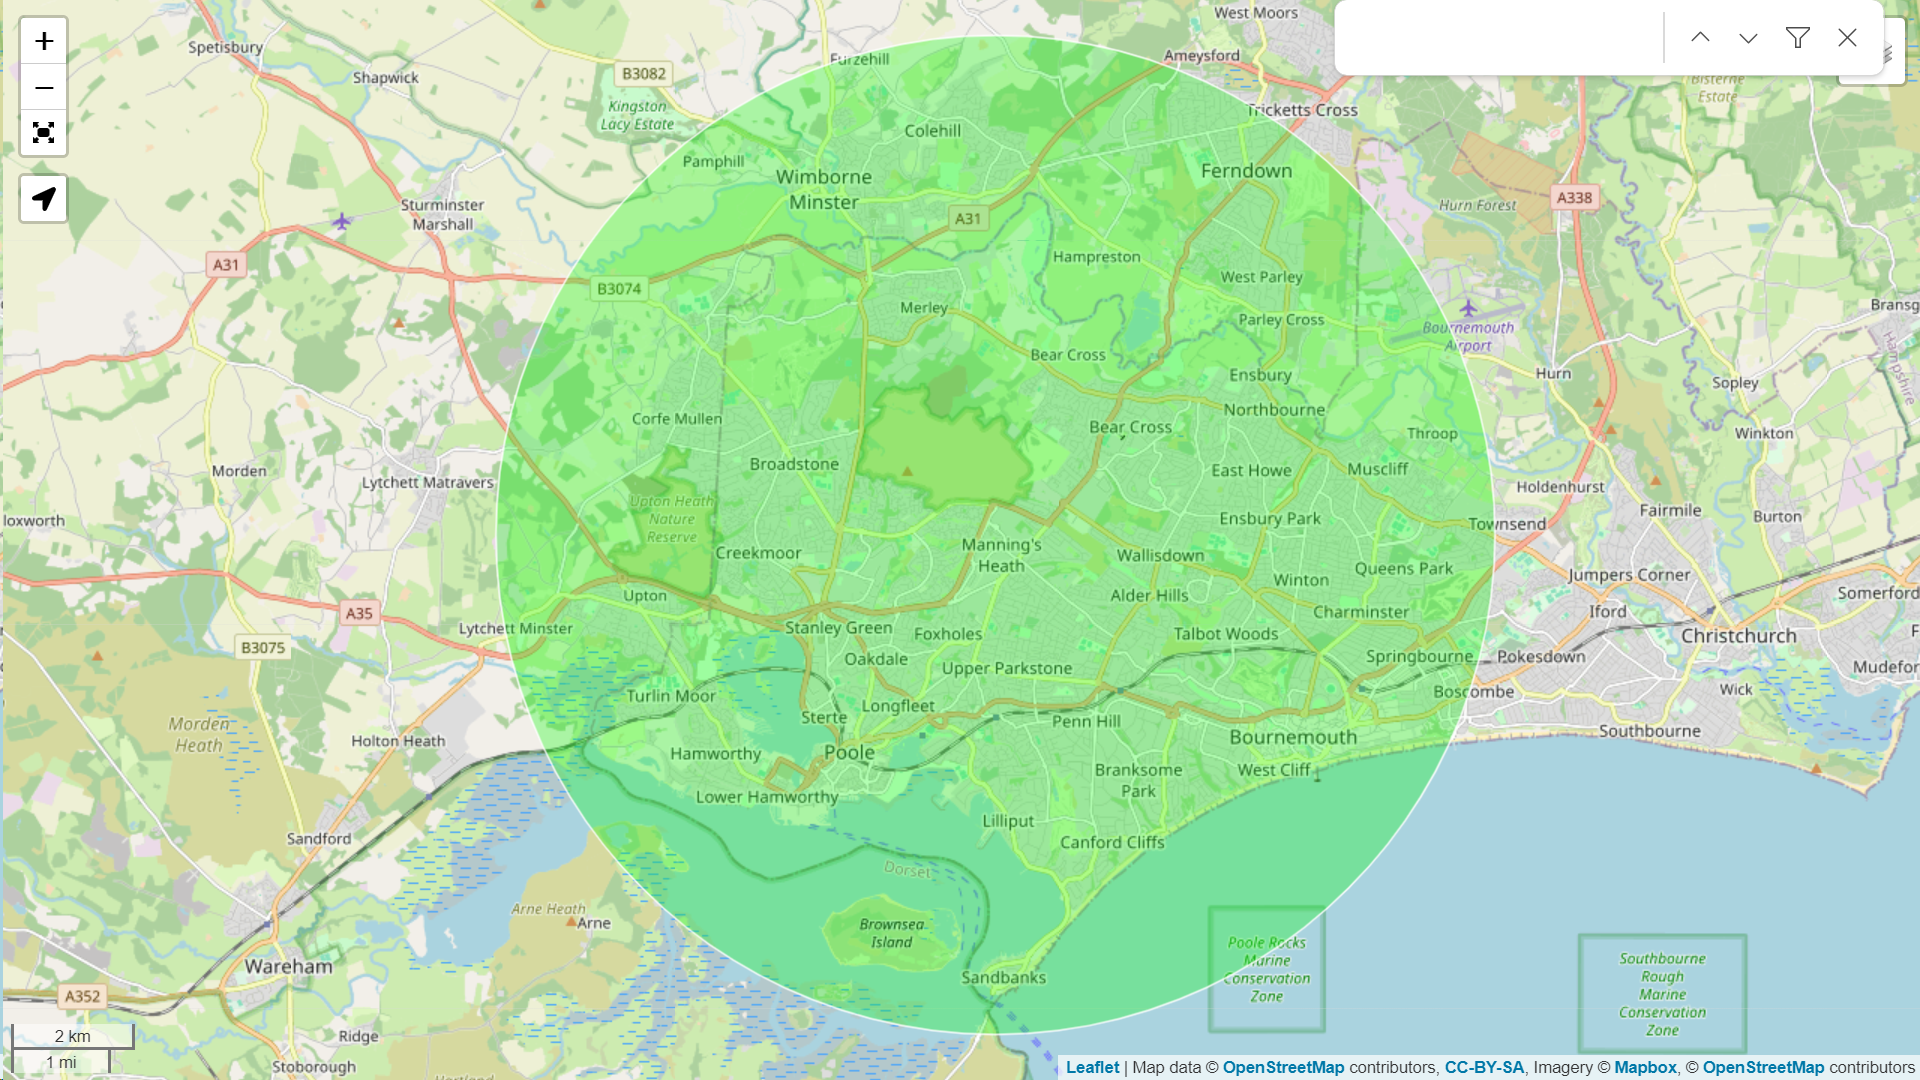 West Moors
Spetisbury
Furzehill
Ameysford
Shapwick
B3082
Bisterne
Estate
Kingston
Lacy Estate
Tricketts Cross
Colehill
Pamphill
Wimborne
Minster
Ferndown
A338
Hurn Forest
Sturminster
Marshall
A31
A31
Hampreston
West Parley
B3074
Merley
Parley Cross
Bransg
Bournemouth
Airport
Hampshire
Bear Cross
Hurn
Ensbury
Sopley
Northbourne
Corfe Mullen
Bear Cross
Throop
Winkton
Broadstone
East Howe
Muscliff
Morden
Lytchett Matravers
Holdenhurst
Upton Heath
Nature
Reserve
Fairmile
Burton
loxworth
Ensbury Park
Townsend
Creekmoor
Manning's
Heath
Wallisdown
Queens Park
Jumpers Corner
Winton
Upton
Alder Hills
Somerford
A35
Charminster
Iford
Lytchett Minster
Stanley Green
Foxholes
Talbot Woods
Christchurch
B3075
Oakdale
Upper Parkstone
Springbourne
Pokesdown
Mudefor
Turlin Moor
Boscombe
Wick
Longfleet
Sterte
Penn Hill
Morden
Heath
Holton Heath
Southbourne
Hamworthy
Poole
Bournemouth
Branksome
Park
West Cliff
Lower Hamworthy
Lilliput
Sandford
Canford Cliffs
Dorset
Arne Heath
Arne
Brownsea
Island
Poole Rocks
Marine
Conservation
Zone
Southbourne
Rough
Marine
Conservation
Zone
Wareham
Sandbanks
A352
2 km
Ridge
1 mi
Stoborough
Leaflet | Map data © OpenStreetMap contributors, CC-BY-SA, Imagery © Mapbox, © OpenStreetMap contributors